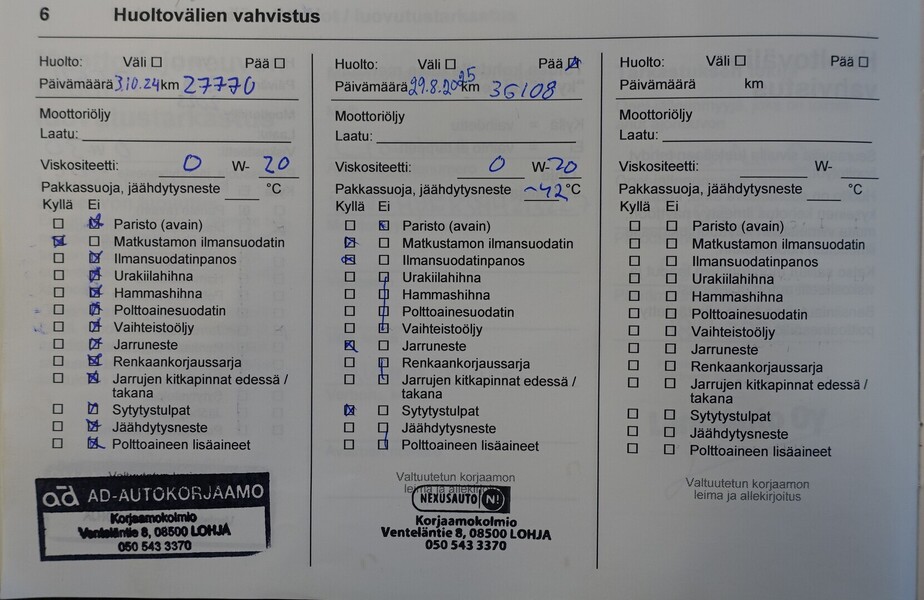 6 Huoltovälien vahvistus
Huolto: Väli ☐ Pää ☐
Päivämäärä 3.10.24 km 27770
Moottoriöljy
Laatu:
Viskositeetti: 0 W- 20
Pakkassuoja, jäähdytysneste °C
Kyllä Ei
☐ ☒ Paristo (avain)
☒ ☐ Matkustamon ilmansuodatin
☐ ☒ Ilmansuodatinpanos
☐ ☒ Urakiilahihna
☐ ☒ Hammashihna
☐ ☒ Polttoainesuodatin
☐ ☒ Vaihteistoöljy
☐ ☒ Jarruneste
☐ ☒ Renkaankorjaussarja
☐ ☒ Jarrujen kitkapinnat edessä /
takana
☐ ☒ Sytytystulpat
☐ ☒ Jäähdytysneste
☐ ☒ Polttoaineen lisäaineet
ad AD-AUTOKORJAAMO
Korjaamokolmio
Venteläntie 8, 08500 LOHJA
050 543 3370
Huolto: Väli ☐ Pää ☒
Päivämäärä 29.8.2025 km 36108
Moottoriöljy
Laatu:
Viskositeetti: 0 W- 20
Pakkassuoja, jäähdytysneste ~42 °C
Kyllä Ei
☐ ☒ Paristo (avain)
☒ ☐ Matkustamon ilmansuodatin
☒ ☐ Ilmansuodatinpanos
☐ ☒ Urakiilahihna
☐ ☒ Hammashihna
☐ ☒ Polttoainesuodatin
☐ ☒ Vaihteistoöljy
☒ ☐ Jarruneste
☐ ☒ Renkaankorjaussarja
☐ ☒ Jarrujen kitkapinnat edessä /
takana
☒ ☐ Sytytystulpat
☐ ☒ Jäähdytysneste
☐ ☒ Polttoaineen lisäaineet
Valtuutetun korjaamon
leima ja allekirjoitus
NEXUSAUTO N!
Korjaamokolmio
Venteläntie 8, 08500 LOHJA
050 543 3370
Huolto: Väli ☐ Pää ☐
Päivämäärä km
Moottoriöljy
Laatu:
Viskositeetti: W-
Pakkassuoja, jäähdytysneste °C
Kyllä Ei
☐ ☐ Paristo (avain)
☐ ☐ Matkustamon ilmansuodatin
☐ ☐ Ilmansuodatinpanos
☐ ☐ Urakiilahihna
☐ ☐ Hammashihna
☐ ☐ Polttoainesuodatin
☐ ☐ Vaihteistoöljy
☐ ☐ Jarruneste
☐ ☐ Renkaankorjaussarja
☐ ☐ Jarrujen kitkapinnat edessä /
takana
☐ ☐ Sytytystulpat
☐ ☐ Jäähdytysneste
☐ ☐ Polttoaineen lisäaineet
Valtuutetun korjaamon
leima ja allekirjoitus